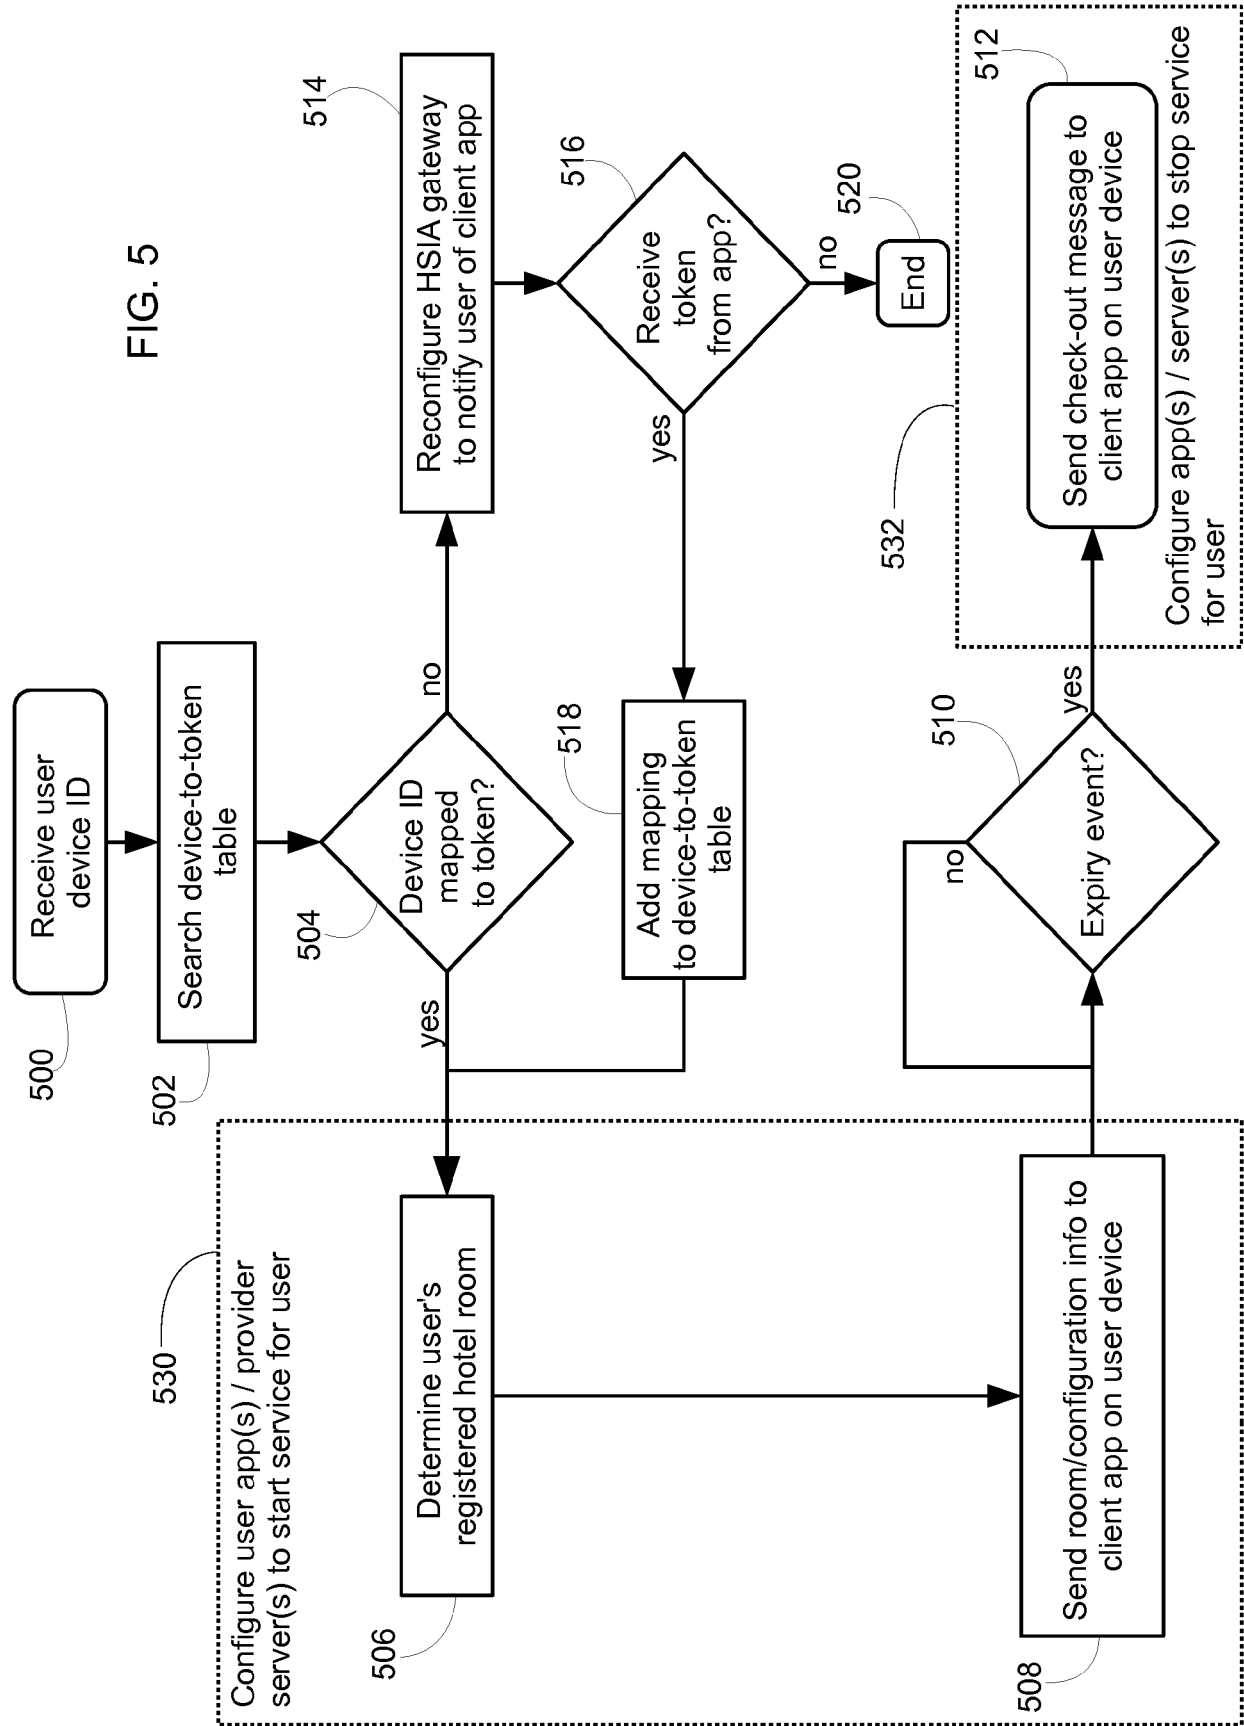 FIG. 5
500
Receive user
device ID
502
Search device-to-token
table
504
Device ID
mapped
to token?
yes
no
514
Reconfigure HSIA gateway
to notify user of client app
516
Receive
token
from app?
yes
no
518
Add mapping
to device-to-token
table
520
End
530
Configure user app(s) / provider
server(s) to start service for user
506
Determine user's
registered hotel room
508
Send room/configuration info to
client app on user device
510
Expiry event?
no
yes
532
512
Send check-out message to
client app on user device
Configure app(s) / server(s) to stop service
for user